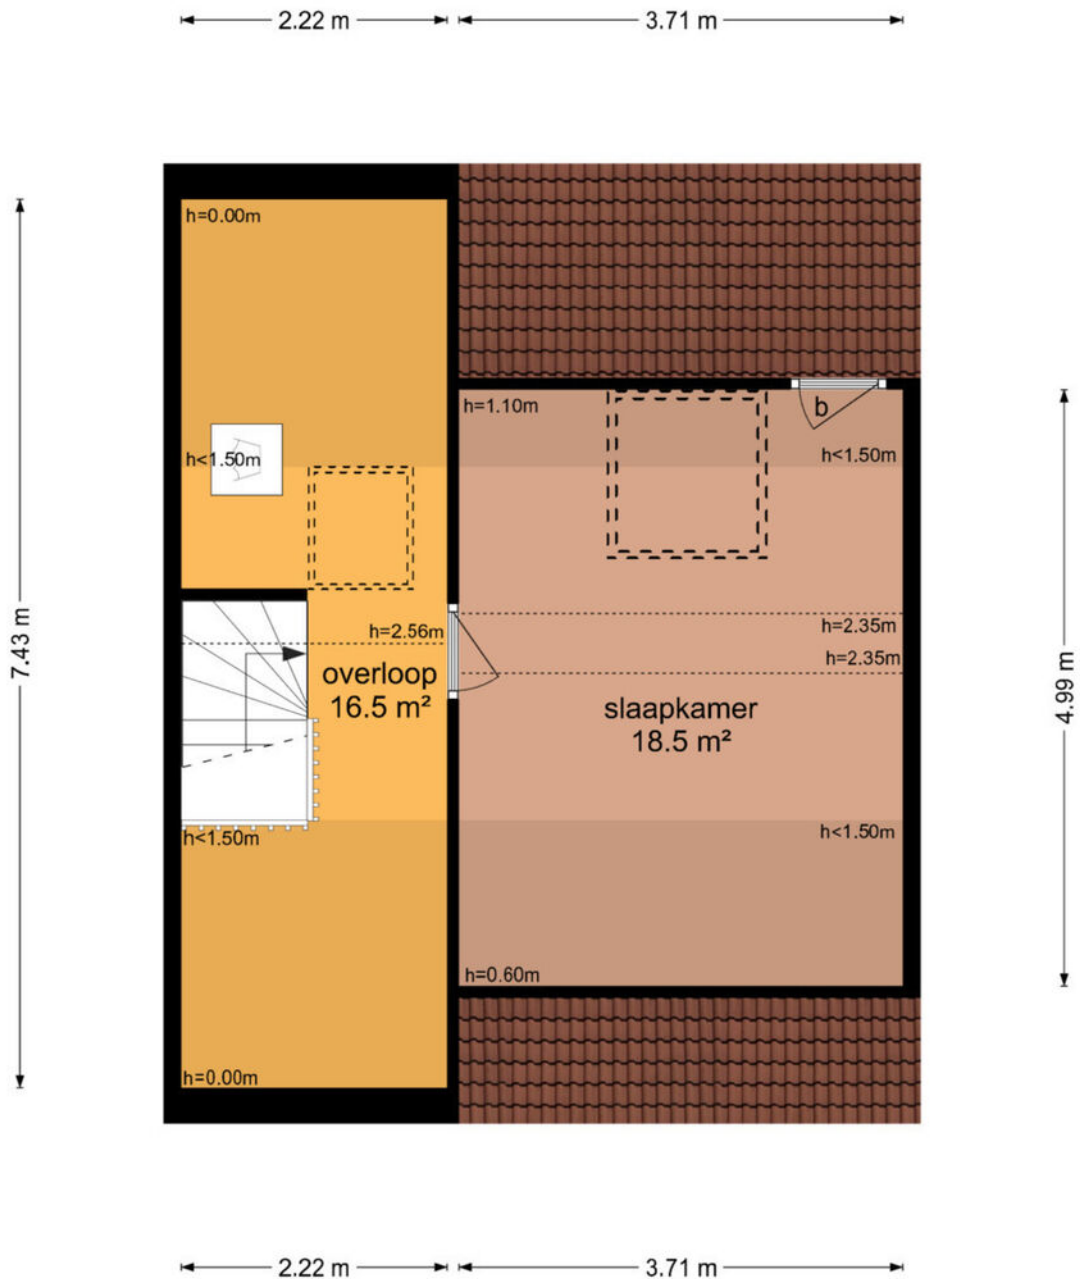 2.22 m
3.71 m
h=0.00m
h=1.10m
b
h<1.50m
h<1.50m
7.43 m
4.99 m
h=2.56m
h=2.35m
h=2.35m
overloop
16.5 m²
slaapkamer
18.5 m²
h<1.50m
h<1.50m
h=0.60m
h=0.00m
2.22 m
3.71 m